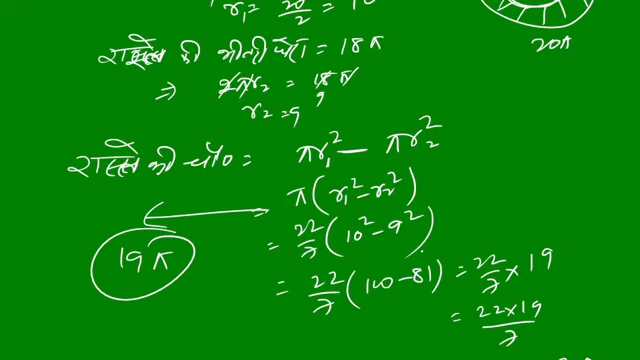 r₁ = 20/2 = 10
20π
रास्ते की भीतरी परिधि = 18π
⇒ 2πr₂ = 18π
9
r₂ = 9
रास्ते की क्षे० = πr₁² − πr₂²
π(r₁² − r₂²)
= 22/7 (10² − 9²)
19π
= 22/7 (100 − 81) = 22/7 × 19
= 22×19/7